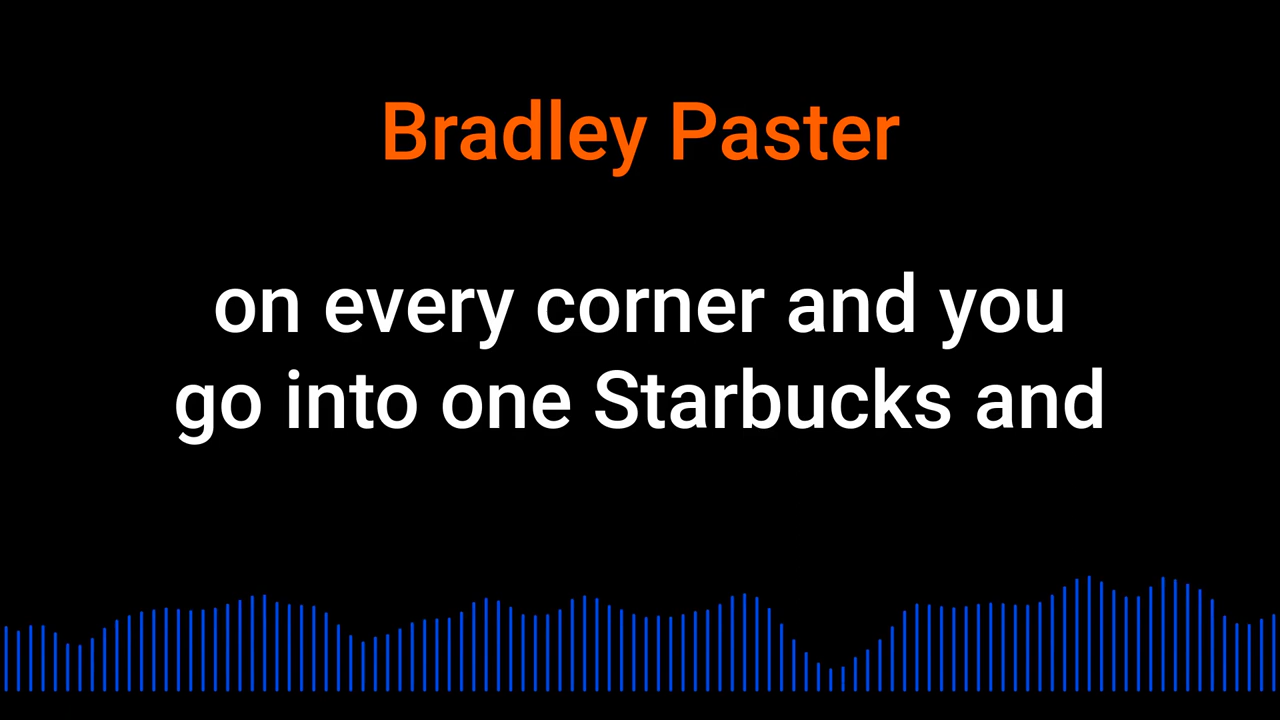 Bradley Paster
on every corner and you
go into one Starbucks and